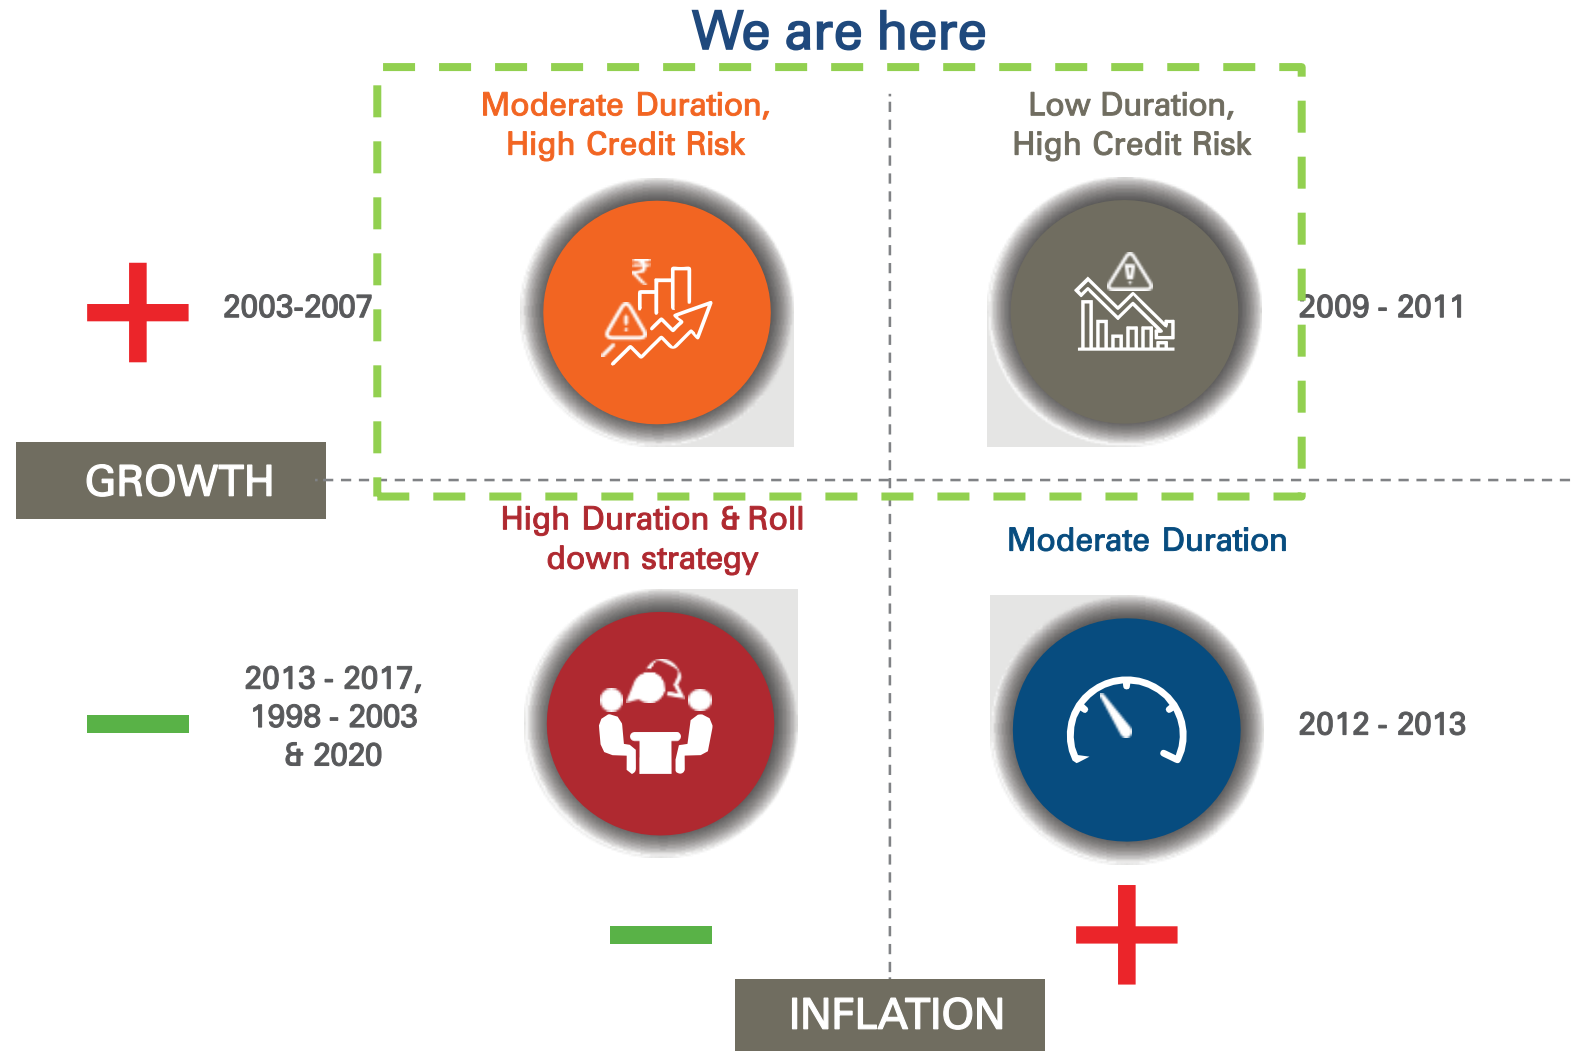 We are here
Moderate Duration,
High Credit Risk
Low Duration,
High Credit Risk
₹
2003-2007
2009 - 2011
GROWTH
High Duration & Roll
down strategy
Moderate Duration
2013 - 2017,
1998 - 2003
& 2020
2012 - 2013
INFLATION